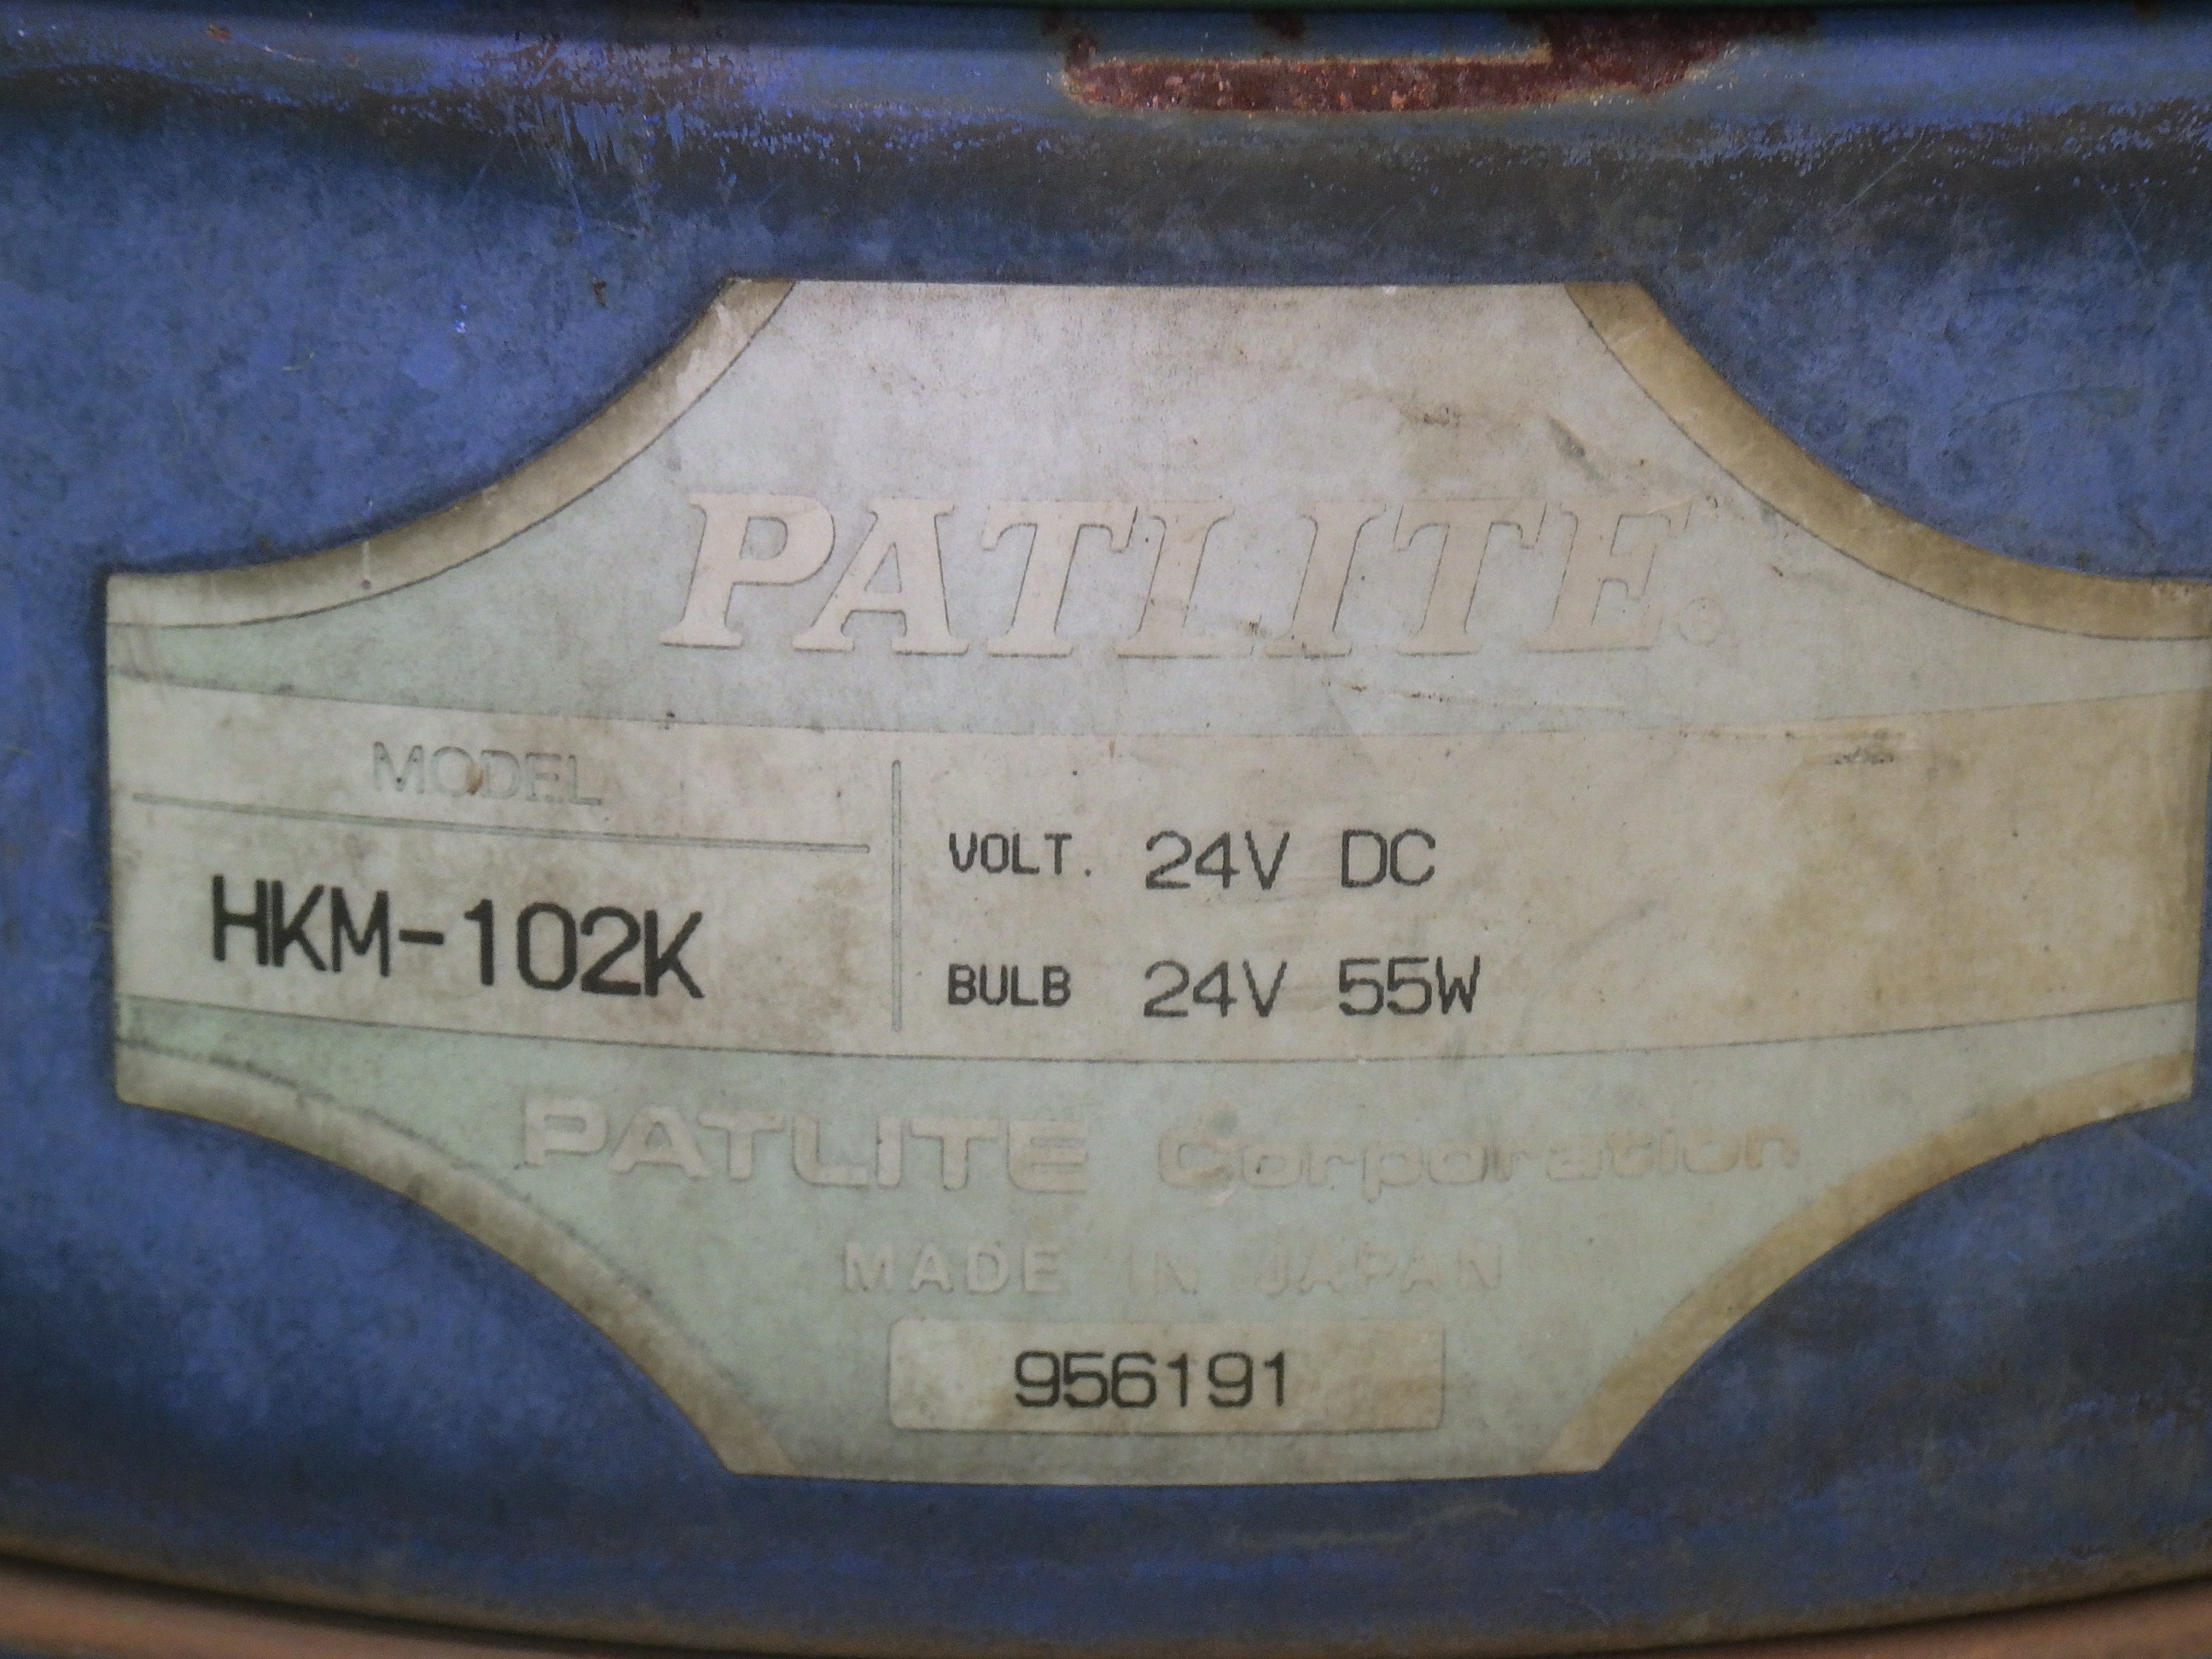 PATLITE®
MODEL
HKM-102K
VOLT. 24V DC
BULB 24V 55W
PATLITE Corporation
MADE IN JAPAN
956191